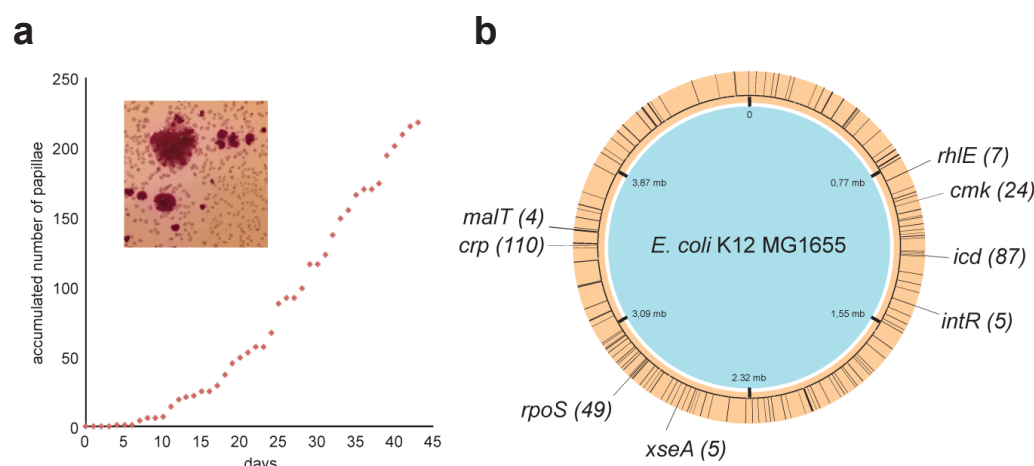 a
b
250
200
150
100
50
0
accumulated number of papillae
0 5 10 15 20 25 30 35 40 45
days
0
0,77 mb
1,55 mb
2.32 mb
3,09 mb
3,87 mb
E. coli K12 MG1655
rhlE (7)
cmk (24)
icd (87)
intR (5)
xseA (5)
rpoS (49)
crp (110)
malT (4)